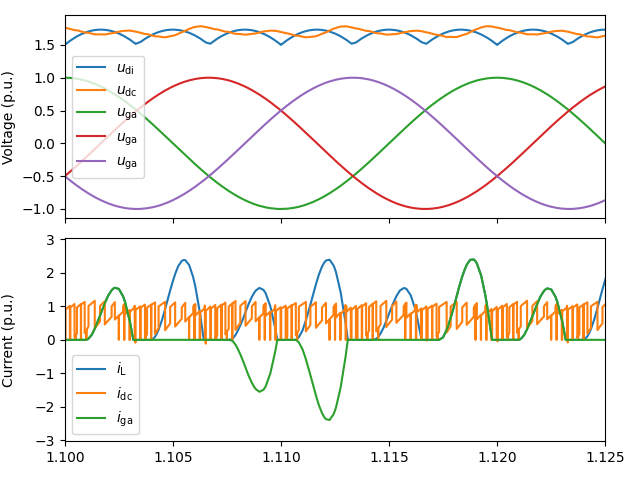 Voltage (p.u.)
1.5
1.0
0.5
0.0
−0.5
−1.0
u_di
u_dc
u_ga
u_ga
u_ga
Current (p.u.)
3
2
1
0
−1
−2
−3
i_L
i_dc
i_ga
1.100 1.105 1.110 1.115 1.120 1.125